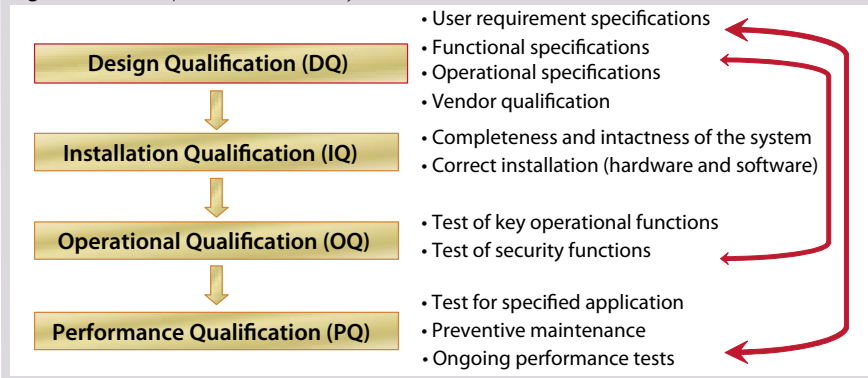 Design Qualification (DQ)
• User requirement specifications
• Functional specifications
• Operational specifications
• Vendor qualification
Installation Qualification (IQ)
• Completeness and intactness of the system
• Correct installation (hardware and software)
Operational Qualification (OQ)
• Test of key operational functions
• Test of security functions
Performance Qualification (PQ)
• Test for specified application
• Preventive maintenance
• Ongoing performance tests